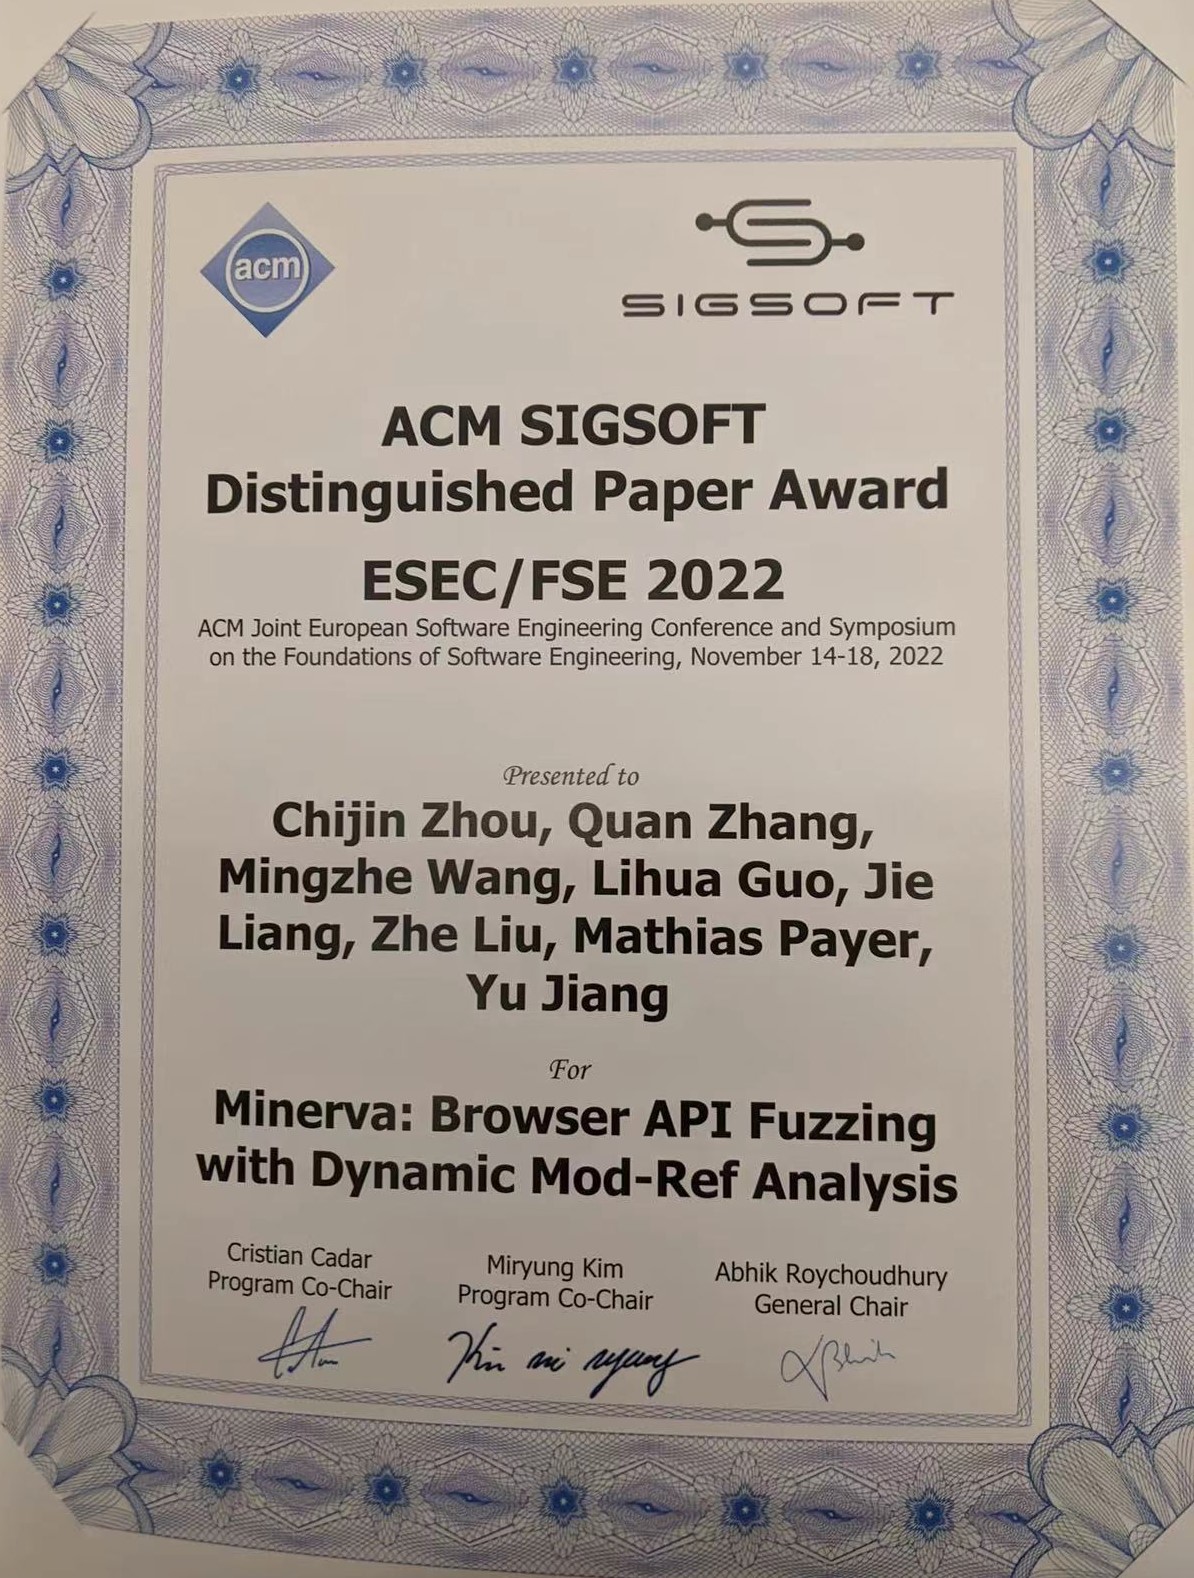 acm
SIGSOFT
ACM SIGSOFT
Distinguished Paper Award
ESEC/FSE 2022
ACM Joint European Software Engineering Conference and Symposium
on the Foundations of Software Engineering, November 14-18, 2022
Presented to
Chijin Zhou, Quan Zhang,
Mingzhe Wang, Lihua Guo, Jie
Liang, Zhe Liu, Mathias Payer,
Yu Jiang
For
Minerva: Browser API Fuzzing
with Dynamic Mod-Ref Analysis
Cristian Cadar
Program Co-Chair
Miryung Kim
Program Co-Chair
Abhik Roychoudhury
General Chair
Kim mi ryung